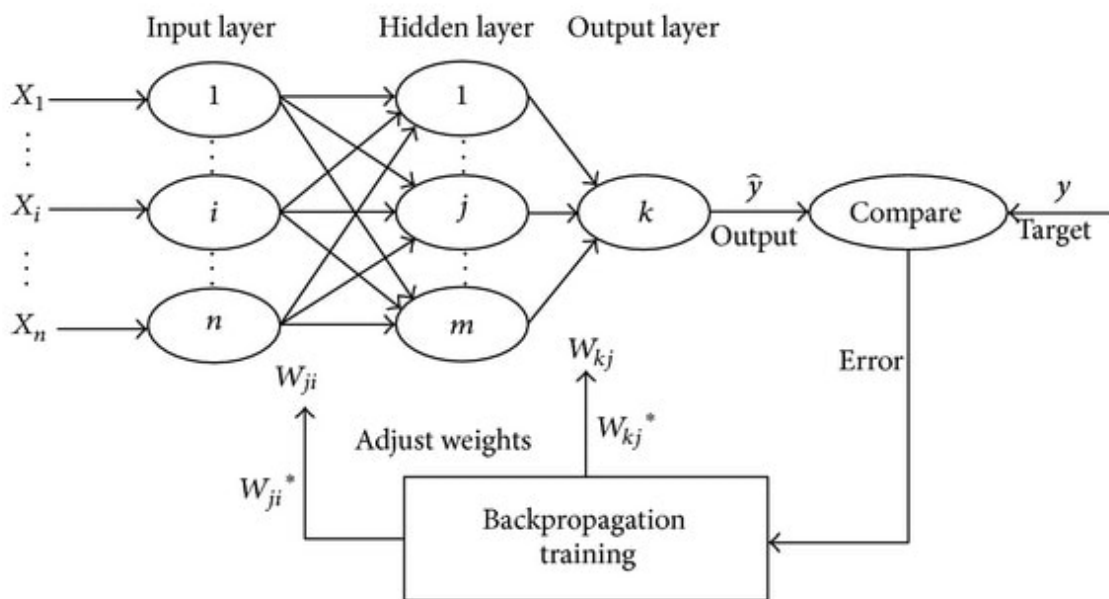 Input layer
Hidden layer
Output layer
X₁
1
1
⋮
⋮
⋮
Xᵢ
i
j
k
ŷ
Output
Compare
y
Target
⋮
⋮
⋮
Xₙ
n
m
Wⱼᵢ
Wₖⱼ
Error
Adjust weights
Wₖⱼ*
Wⱼᵢ*
Backpropagation
training